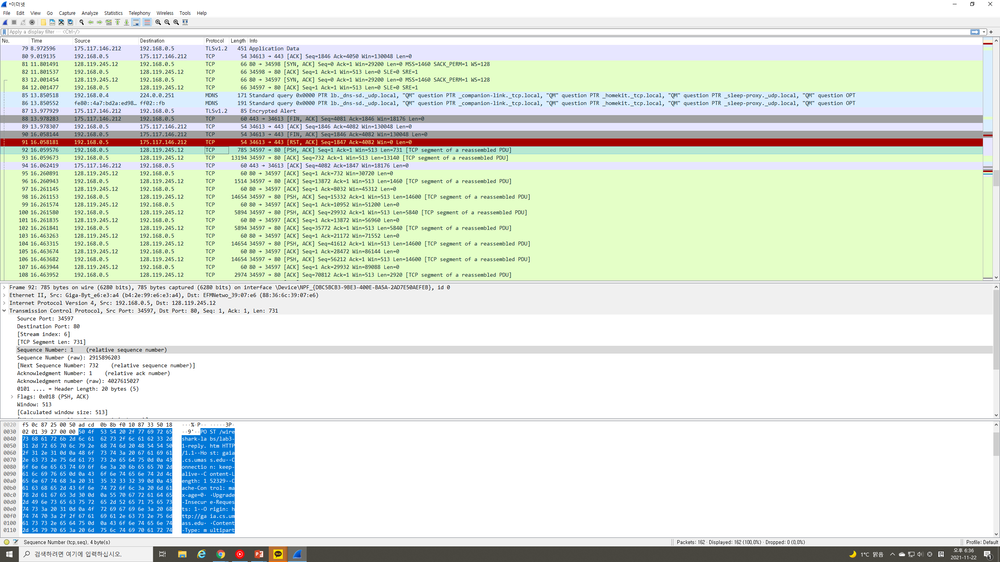 *이더넷
File Edit View Go Capture Analyze Statistics Telephony Wireless Tools Help
Apply a display filter ··· <Ctrl-/>
No. Time Source Destination Protocol Length Info
79 8.972596 175.117.146.212 192.168.0.5 TLSv1.2 451 Application Data
80 9.019135 192.168.0.5 175.117.146.212 TCP 54 34613 → 443 [ACK] Seq=1846 Ack=4050 Win=130048 Len=0
81 11.801491 128.119.245.12 192.168.0.5 TCP 66 80 → 34598 [SYN, ACK] Seq=0 Ack=1 Win=29200 Len=0 MSS=1460 SACK_PERM=1 WS=128
82 11.801537 192.168.0.5 128.119.245.12 TCP 66 34598 → 80 [ACK] Seq=1 Ack=1 Win=513 Len=0 SLE=0 SRE=1
83 12.001454 128.119.245.12 192.168.0.5 TCP 66 80 → 34597 [SYN, ACK] Seq=0 Ack=1 Win=29200 Len=0 MSS=1460 SACK_PERM=1 WS=128
84 12.001477 192.168.0.5 128.119.245.12 TCP 66 34597 → 80 [ACK] Seq=1 Ack=1 Win=513 Len=0 SLE=0 SRE=1
85 13.850518 192.168.0.4 224.0.0.251 MDNS 171 Standard query 0x0000 PTR lb._dns-sd._udp.local, "QM" question PTR _companion-link._tcp.local, "QM" question PTR _homekit._tcp.local, "QM" question PTR _sleep-proxy._udp.local, "QM" question OPT
86 13.850552 fe80::4a7:bd2a:ed98… ff02::fb MDNS 191 Standard query 0x0000 PTR lb._dns-sd._udp.local, "QM" question PTR _companion-link._tcp.local, "QM" question PTR _homekit._tcp.local, "QM" question PTR _sleep-proxy._udp.local, "QM" question OPT
87 13.977929 175.117.146.212 192.168.0.5 TLSv1.2 85 Encrypted Alert
88 13.978283 175.117.146.212 192.168.0.5 TCP 60 443 → 34613 [FIN, ACK] Seq=4081 Ack=1846 Win=18176 Len=0
89 13.978307 192.168.0.5 175.117.146.212 TCP 54 34613 → 443 [ACK] Seq=1846 Ack=4082 Win=130048 Len=0
90 16.058144 192.168.0.5 175.117.146.212 TCP 54 34613 → 443 [FIN, ACK] Seq=1846 Ack=4082 Win=130048 Len=0
91 16.058181 192.168.0.5 175.117.146.212 TCP 54 34613 → 443 [RST, ACK] Seq=1847 Ack=4082 Win=0 Len=0
92 16.059576 192.168.0.5 128.119.245.12 TCP 785 34597 → 80 [PSH, ACK] Seq=1 Ack=1 Win=513 Len=731 [TCP segment of a reassembled PDU]
93 16.059673 192.168.0.5 128.119.245.12 TCP 13194 34597 → 80 [ACK] Seq=732 Ack=1 Win=513 Len=13140 [TCP segment of a reassembled PDU]
94 16.062419 175.117.146.212 192.168.0.5 TCP 60 443 → 34613 [ACK] Seq=4082 Ack=1847 Win=18176 Len=0
95 16.260891 128.119.245.12 192.168.0.5 TCP 60 80 → 34597 [ACK] Seq=1 Ack=732 Win=30720 Len=0
96 16.260943 192.168.0.5 128.119.245.12 TCP 1514 34597 → 80 [ACK] Seq=13872 Ack=1 Win=513 Len=1460 [TCP segment of a reassembled PDU]
97 16.261145 128.119.245.12 192.168.0.5 TCP 60 80 → 34597 [ACK] Seq=1 Ack=8032 Win=45312 Len=0
98 16.261153 192.168.0.5 128.119.245.12 TCP 14654 34597 → 80 [PSH, ACK] Seq=15332 Ack=1 Win=513 Len=14600 [TCP segment of a reassembled PDU]
99 16.261574 128.119.245.12 192.168.0.5 TCP 60 80 → 34597 [ACK] Seq=1 Ack=10952 Win=51200 Len=0
100 16.261580 192.168.0.5 128.119.245.12 TCP 5894 34597 → 80 [PSH, ACK] Seq=29932 Ack=1 Win=513 Len=5840 [TCP segment of a reassembled PDU]
101 16.261835 128.119.245.12 192.168.0.5 TCP 60 80 → 34597 [ACK] Seq=1 Ack=13872 Win=56960 Len=0
102 16.261841 192.168.0.5 128.119.245.12 TCP 5894 34597 → 80 [ACK] Seq=35772 Ack=1 Win=513 Len=5840 [TCP segment of a reassembled PDU]
103 16.463263 128.119.245.12 192.168.0.5 TCP 60 80 → 34597 [ACK] Seq=1 Ack=21172 Win=71552 Len=0
104 16.463315 192.168.0.5 128.119.245.12 TCP 14654 34597 → 80 [PSH, ACK] Seq=41612 Ack=1 Win=513 Len=14600 [TCP segment of a reassembled PDU]
105 16.463674 128.119.245.12 192.168.0.5 TCP 60 80 → 34597 [ACK] Seq=1 Ack=28472 Win=86144 Len=0
106 16.463682 192.168.0.5 128.119.245.12 TCP 14654 34597 → 80 [PSH, ACK] Seq=56212 Ack=1 Win=513 Len=14600 [TCP segment of a reassembled PDU]
107 16.463944 128.119.245.12 192.168.0.5 TCP 60 80 → 34597 [ACK] Seq=1 Ack=29932 Win=89088 Len=0
108 16.463952 192.168.0.5 128.119.245.12 TCP 2974 34597 → 80 [ACK] Seq=70812 Ack=1 Win=513 Len=2920 [TCP segment of a reassembled PDU]
Frame 92: 785 bytes on wire (6280 bits), 785 bytes captured (6280 bits) on interface \Device\NPF_{DBC5BCB3-9BE3-400E-BA5A-2AD7E50AEFEB}, id 0
Ethernet II, Src: Giga-Byt_e6:e3:a4 (b4:2e:99:e6:e3:a4), Dst: EFMNetwo_39:07:e6 (88:36:6c:39:07:e6)
Internet Protocol Version 4, Src: 192.168.0.5, Dst: 128.119.245.12
Transmission Control Protocol, Src Port: 34597, Dst Port: 80, Seq: 1, Ack: 1, Len: 731
Source Port: 34597
Destination Port: 80
[Stream index: 6]
[TCP Segment Len: 731]
Sequence Number: 1 (relative sequence number)
Sequence Number (raw): 2915896203
[Next Sequence Number: 732 (relative sequence number)]
Acknowledgment Number: 1 (relative ack number)
Acknowledgment number (raw): 4027615027
0101 .... = Header Length: 20 bytes (5)
Flags: 0x018 (PSH, ACK)
Window: 513
[Calculated window size: 513]
0020 f5 0c 87 25 00 50 ad cd 0b 8b f0 10 87 33 50 18 ···%·P·· ·····3P·
0030 02 01 39 27 00 00 50 4f 53 54 20 2f 77 69 72 65 ··9'··PO ST /wire
0040 73 68 61 72 6b 2d 6c 61 62 73 2f 6c 61 62 33 2d shark-la bs/lab3-
0050 31 2d 72 65 70 6c 79 2e 68 74 6d 20 48 54 54 50 1-reply. htm HTTP
0060 2f 31 2e 31 0d 0a 48 6f 73 74 3a 20 67 61 69 61 /1.1··Ho st: gaia
0070 2e 63 73 2e 75 6d 61 73 73 2e 65 64 75 0d 0a 43 .cs.umas s.edu··C
0080 6f 6e 6e 65 63 74 69 6f 6e 3a 20 6b 65 65 70 2d onnectio n: keep-
0090 61 6c 69 76 65 0d 0a 43 6f 6e 74 65 6e 74 2d 4c alive··C ontent-L
00a0 65 6e 67 74 68 3a 20 31 35 32 33 32 39 0d 0a 43 ength: 1 52329··C
00b0 61 63 68 65 2d 43 6f 6e 74 72 6f 6c 3a 20 6d 61 ache-Con trol: ma
00c0 78 2d 61 67 65 3d 30 0d 0a 55 70 67 72 61 64 65 x-age=0· ·Upgrade
00d0 2d 49 6e 73 65 63 75 72 65 2d 52 65 71 75 65 73 -Insecur e-Reques
00e0 74 73 3a 20 31 0d 0a 4f 72 69 67 69 6e 3a 20 68 ts: 1··O rigin: h
00f0 74 74 70 3a 2f 2f 67 61 69 61 2e 63 73 2e 75 6d ttp://ga ia.cs.um
0100 61 73 73 2e 65 64 75 0d 0a 43 6f 6e 74 65 6e 74 ass.edu· ·Content
0110 2d 54 79 70 65 3a 20 6d 75 6c 74 69 70 61 72 74 -Type: m ultipart
Sequence Number (tcp.seq), 4 byte(s) Packets: 162 · Displayed: 162 (100.0%) · Dropped: 0 (0.0%) Profile: Default
검색하려면 여기에 입력하십시오. TALK 1°C 맑음 한 오후 6:36
2021-11-22 1